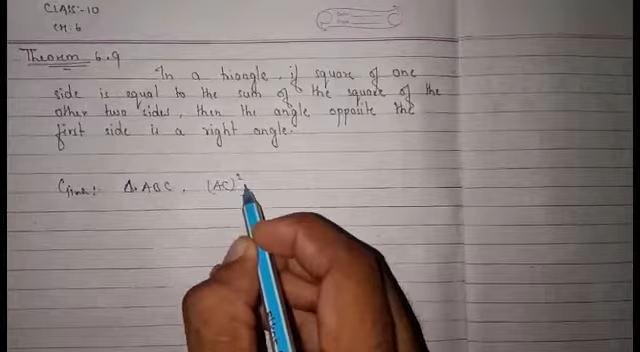 CLASS:-10
CH. 6
Theorem 6.9
In a triangle, if square of one
side is equal to the sum of the square of the
other two sides, then the angle opposite the
first side is a right angle.
Given: Δ ABC, (AC)²